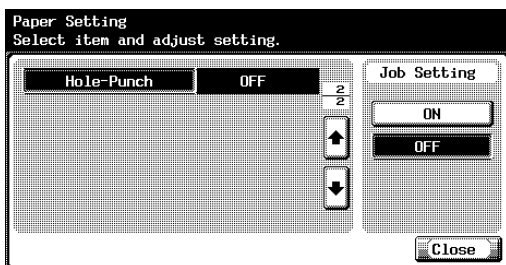 Paper Setting
Select item and adjust setting.
Hole-Punch OFF
2
2
Job Setting
ON
OFF
Close